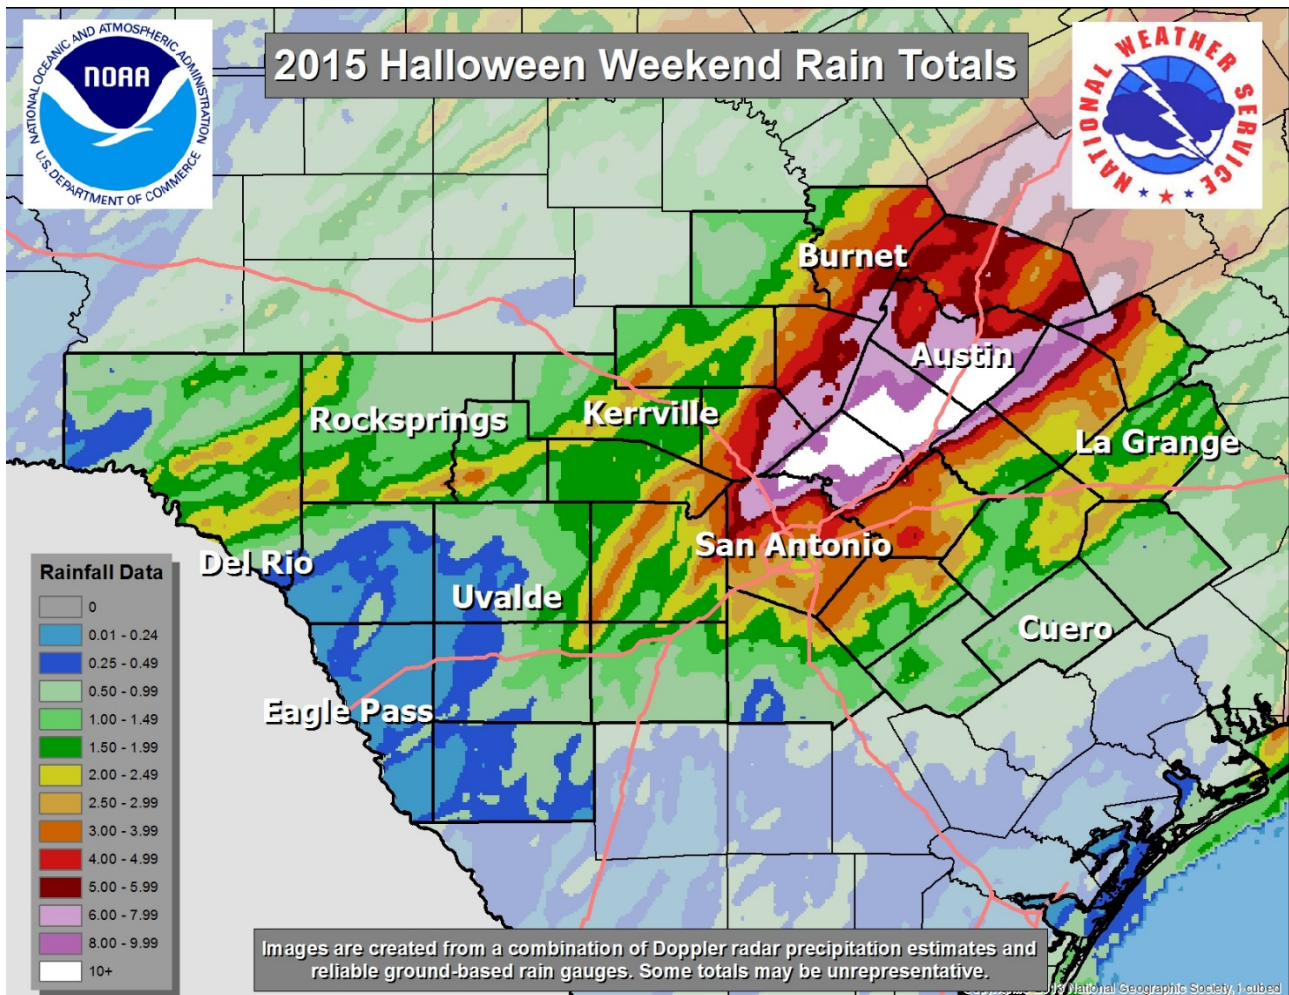 2015 Halloween Weekend Rain Totals
NATIONAL OCEANIC AND ATMOSPHERIC ADMINISTRATION
NOAA
U.S. DEPARTMENT OF COMMERCE
NATIONAL WEATHER SERVICE
Burnet
Austin
Rocksprings
Kerrville
La Grange
San Antonio
Del Rio
Uvalde
Cuero
Eagle Pass
Rainfall Data
0
0.01 - 0.24
0.25 - 0.49
0.50 - 0.99
1.00 - 1.49
1.50 - 1.99
2.00 - 2.49
2.50 - 2.99
3.00 - 3.99
4.00 - 4.99
5.00 - 5.99
6.00 - 7.99
8.00 - 9.99
10+
Images are created from a combination of Doppler radar precipitation estimates and
reliable ground-based rain gauges. Some totals may be unrepresentative.
National Geographic Society, i-cubed